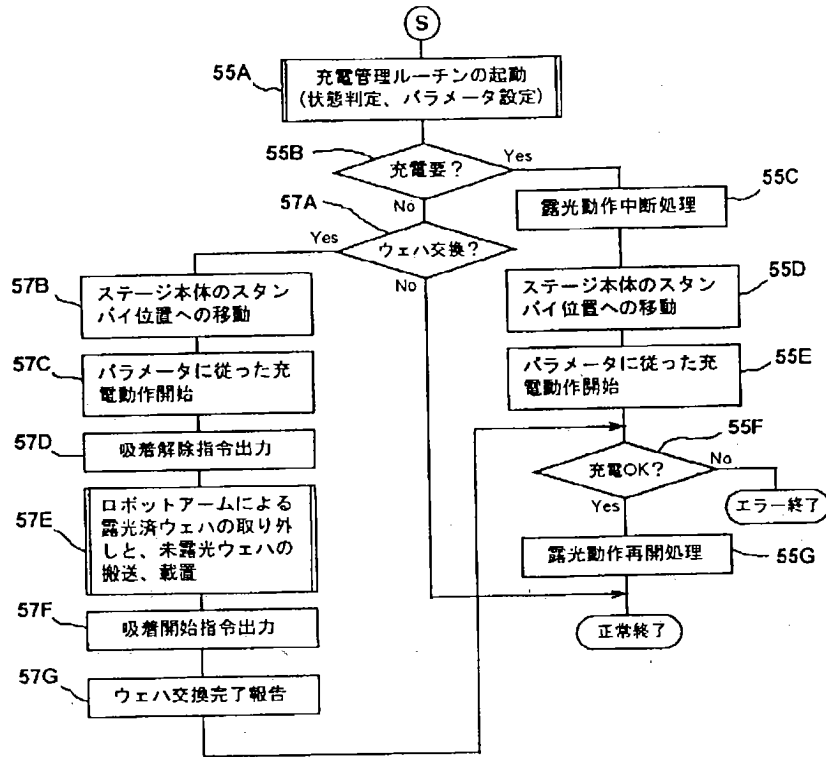 S
55A
充電管理ルーチンの起動
(状態判定、パラメータ設定)
55B
充電要?
Yes
No
55C
露光動作中断処理
57A
ウェハ交換?
Yes
No
57B
ステージ本体のスタン
バイ位置への移動
55D
ステージ本体のスタン
バイ位置への移動
57C
パラメータに従った充
電動作開始
55E
パラメータに従った充
電動作開始
57D
吸着解除指令出力
55F
充電OK?
No
Yes
エラー終了
57E
ロボットアームによる
露光済ウェハの取り外
しと、未露光ウェハの
搬送、載置
55G
露光動作再開処理
57F
吸着開始指令出力
正常終了
57G
ウェハ交換完了報告